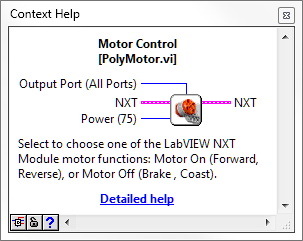 Context Help
Motor Control
[PolyMotor.vi]
Output Port (All Ports)
NXT NXT
Power (75)
Select to choose one of the LabVIEW NXT
Module motor functions: Motor On (Forward,
Reverse), or Motor Off (Brake , Coast).
Detailed help
?